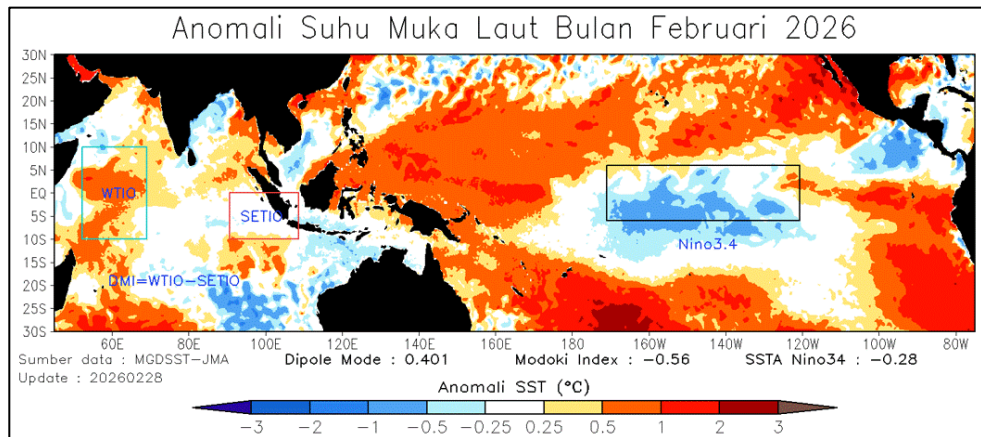 Anomali Suhu Muka Laut Bulan Februari 2026
30N
25N
20N
15N
10N
5N
EQ
5S
10S
15S
20S
25S
30S
WTIO
SETIO
Nino3.4
DMI=WTIO-SETIO
60E 80E 100E 120E 140E 160E 180 160W 140W 120W 100W 80W
Sumber data : MGDSST-JMA Dipole Mode : 0.401 Modoki Index : -0.56 SSTA Nino34 : -0.28
Update : 20260228
Anomali SST (°C)
-3 -2 -1 -0.5 -0.25 0.25 0.5 1 2 3